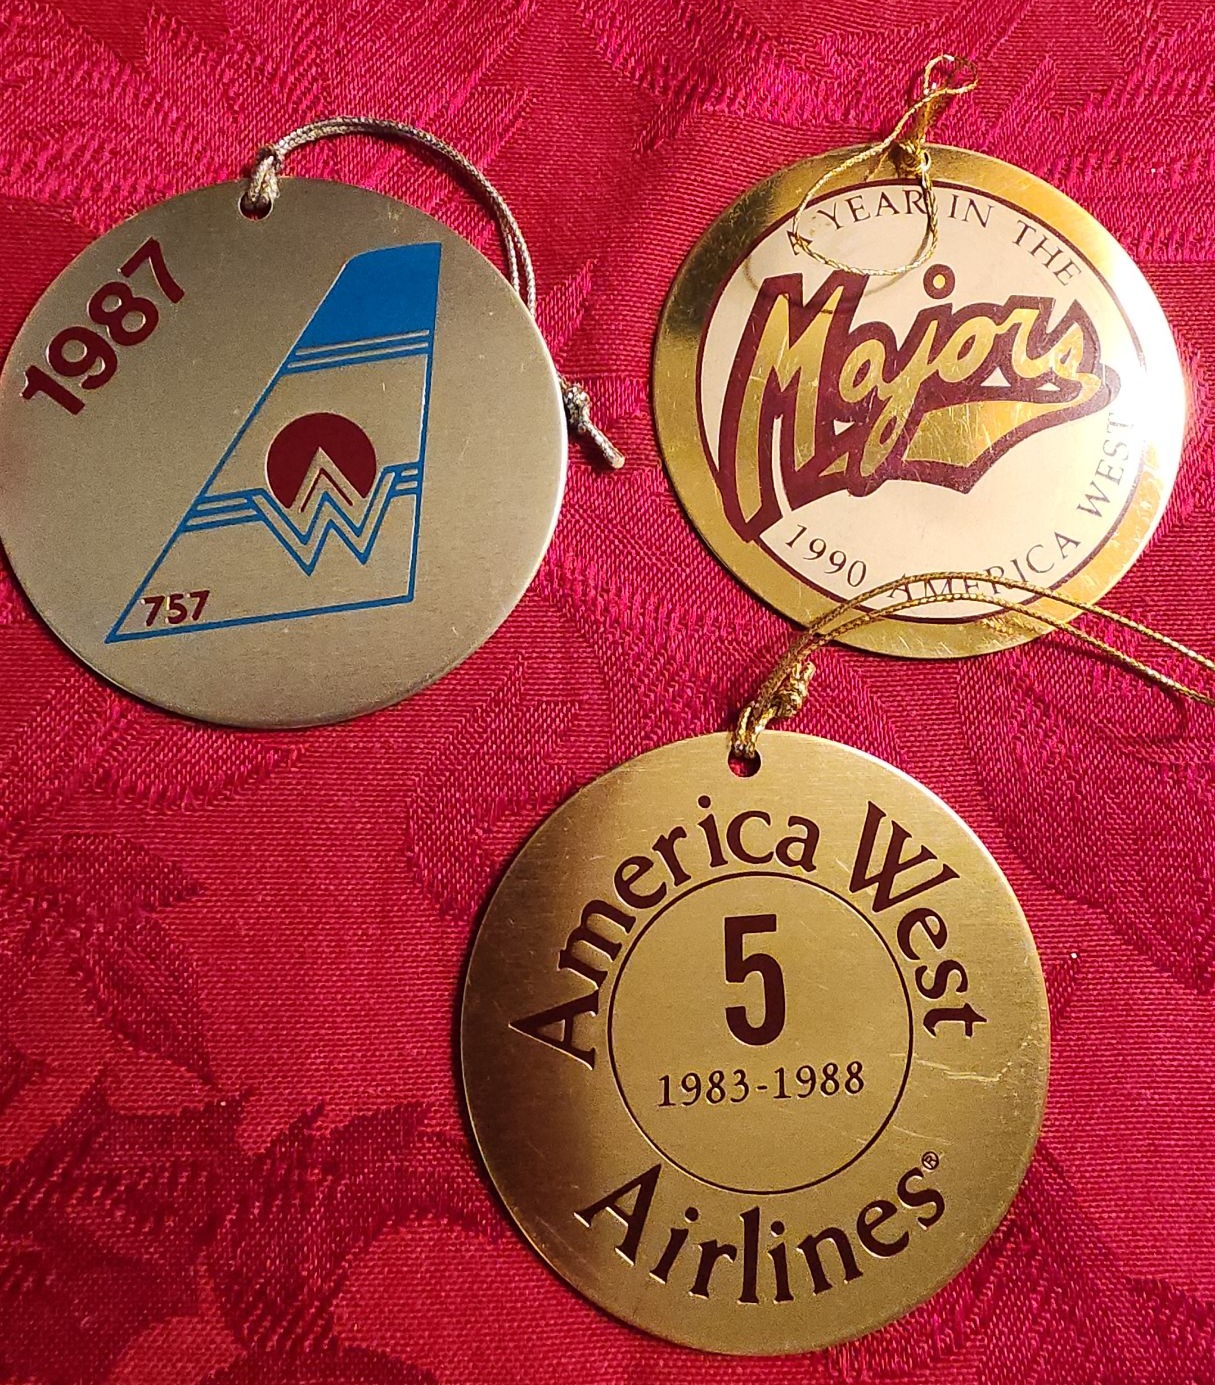 1987
757
A YEAR IN THE
Majors
1990 AMERICA WEST
America West
5
1983-1988
Airlines®